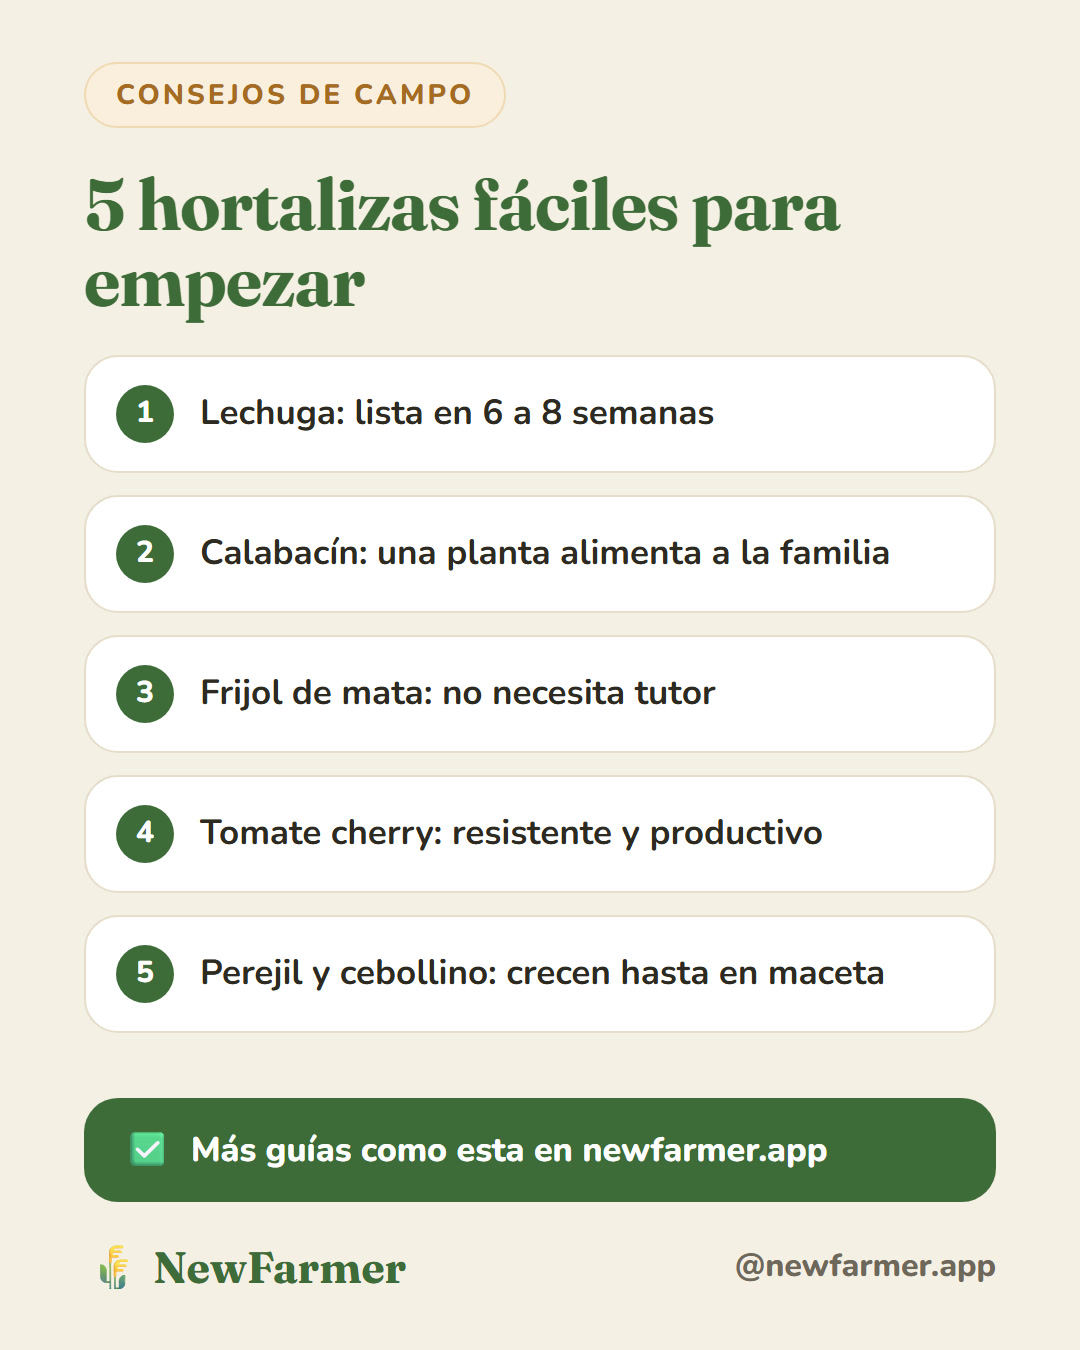 CONSEJOS DE CAMPO
5 hortalizas fáciles para
empezar
1 Lechuga: lista en 6 a 8 semanas
2 Calabacín: una planta alimenta a la familia
3 Frijol de mata: no necesita tutor
4 Tomate cherry: resistente y productivo
5 Perejil y cebollino: crecen hasta en maceta
Más guías como esta en newfarmer.app
NewFarmer @newfarmer.app